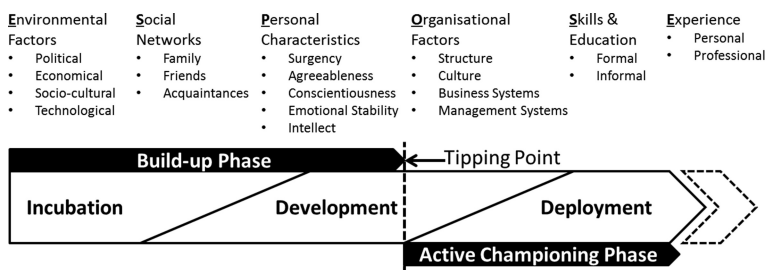 Environmental
Factors
• Political
• Economical
• Socio-cultural
• Technological
Social
Networks
• Family
• Friends
• Acquaintances
Personal
Characteristics
• Surgency
• Agreeableness
• Conscientiousness
• Emotional Stability
• Intellect
Organisational
Factors
• Structure
• Culture
• Business Systems
• Management Systems
Skills &
Education
• Formal
• Informal
Experience
• Personal
• Professional
Build-up Phase
Tipping Point
Incubation
Development
Deployment
Active Championing Phase